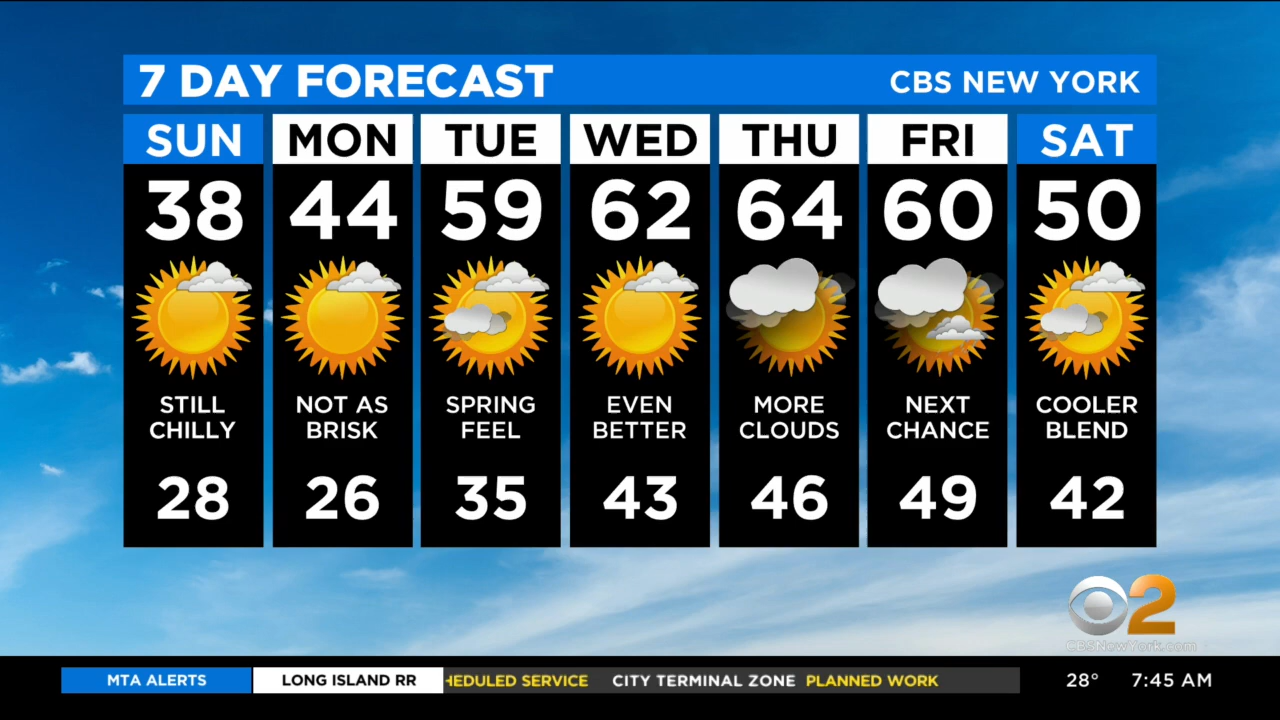 7 DAY FORECAST CBS NEW YORK
SUN MON TUE WED THU FRI SAT
38 44 59 62 64 60 50
STILL NOT AS SPRING EVEN MORE NEXT COOLER
CHILLY BRISK FEEL BETTER CLOUDS CHANCE BLEND
28 26 35 43 46 49 42
2
CBSNewYork.com
MTA ALERTS LONG ISLAND RR HEDULED SERVICE CITY TERMINAL ZONE PLANNED WORK 28° 7:45 AM